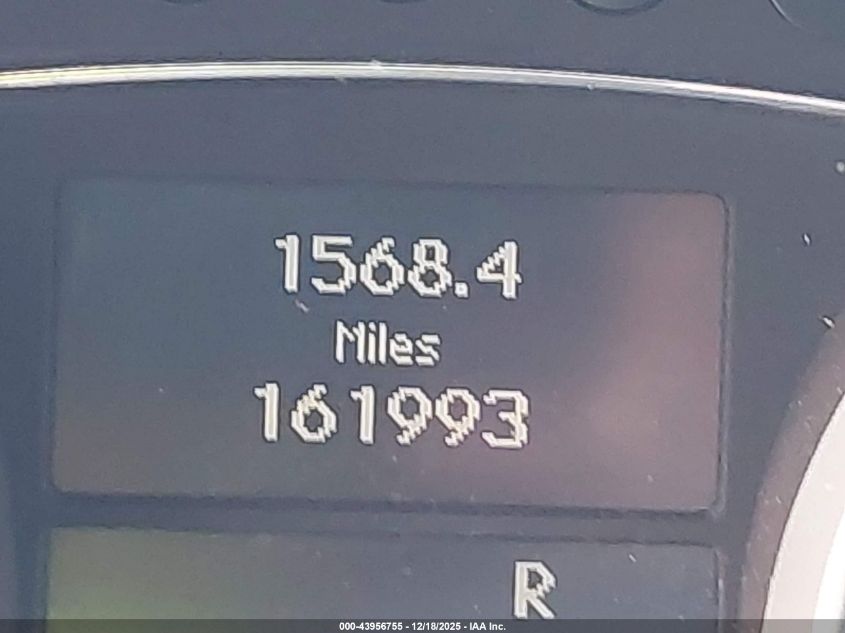 1568.4
Miles
161993
R
000-43956755 - 12/18/2025 - IAA Inc.